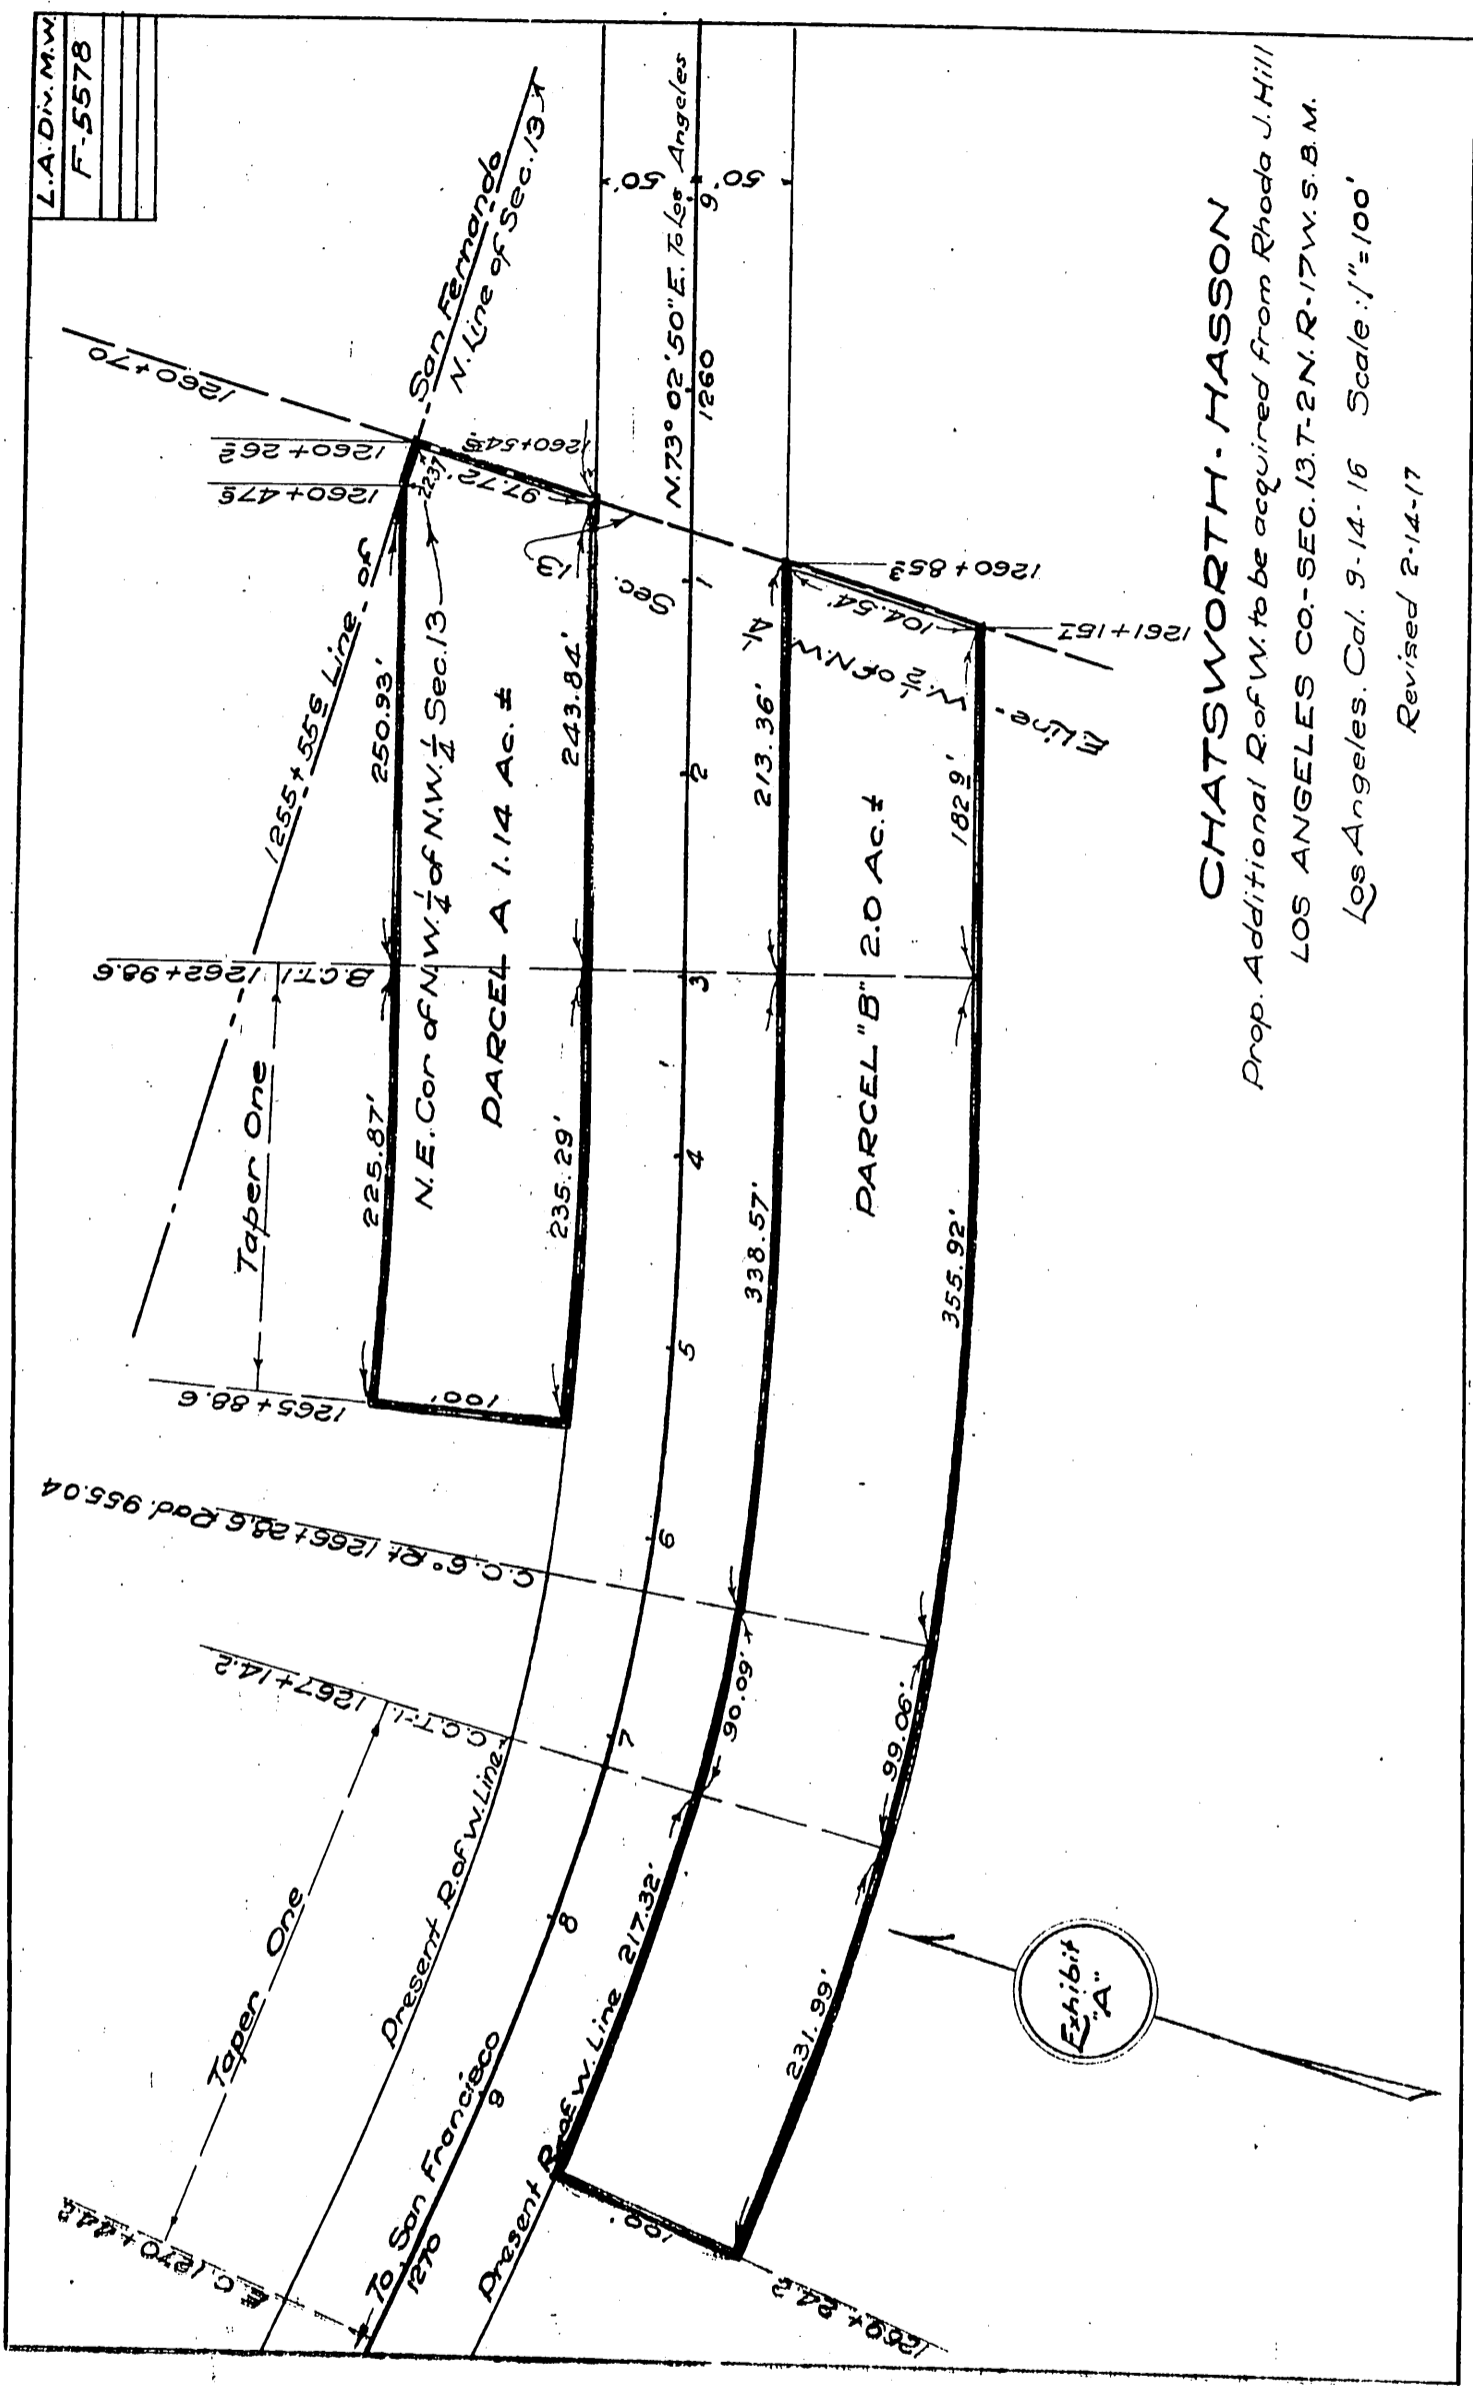 L.A. Div. M.W.
F-5578
1260+70
San Fernando
N. Line of Sec. 13
1260+26
1260+47
22.37
97.72'
1260+54
1255+55 Line of
N.73° 02' 50" E. To Los Angeles
50'
50'
9
1260
1
2
3
4
5
6
7
8
9
1270
250.93'
N.E. Cor of N.W. 1/4 of N.W. 1/4 Sec. 13
PARCEL A 1.14 Ac. ±
243.84'
Sec.
13
B.C.T. 1 1262+98.6
Taper One
225.87'
235.29'
100'
1265+88.6
1260+85
104.54'
1261+15
E Line
W. 1/2 of N.W. 1/4
213.36'
PARCEL "B" 2.0 Ac. ±
182.9'
338.57'
355.92'
C.C. 6° Rt. 1266+28.6 Rad. 955.04
90.09'
99.06'
C.C.T.-1. 1267+14.2
Present R. of W. Line
Taper One
217.32'
231.99'
Present R. of W. Line
To San Francisco
E.C. 1270+44
100'
1269+24
Exhibit
"A"
CHATSWORTH - HASSON
Prop. Additional R. of W. to be acquired from Rhoda J. Hill
LOS ANGELES CO.-SEC. 13. T-2N. R-17W. S.B.M.
Los Angeles. Cal. 9-14-16 Scale: 1"=100'
Revised 2-14-17